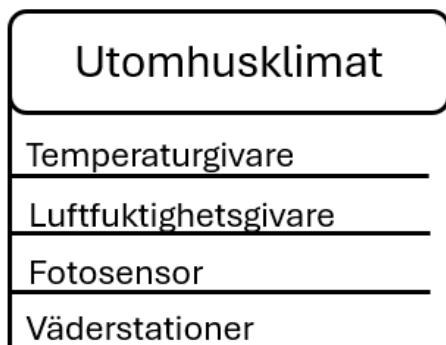 Utomhusklimat
Temperaturgivare
Luftfuktighetsgivare
Fotosensor
Väderstationer